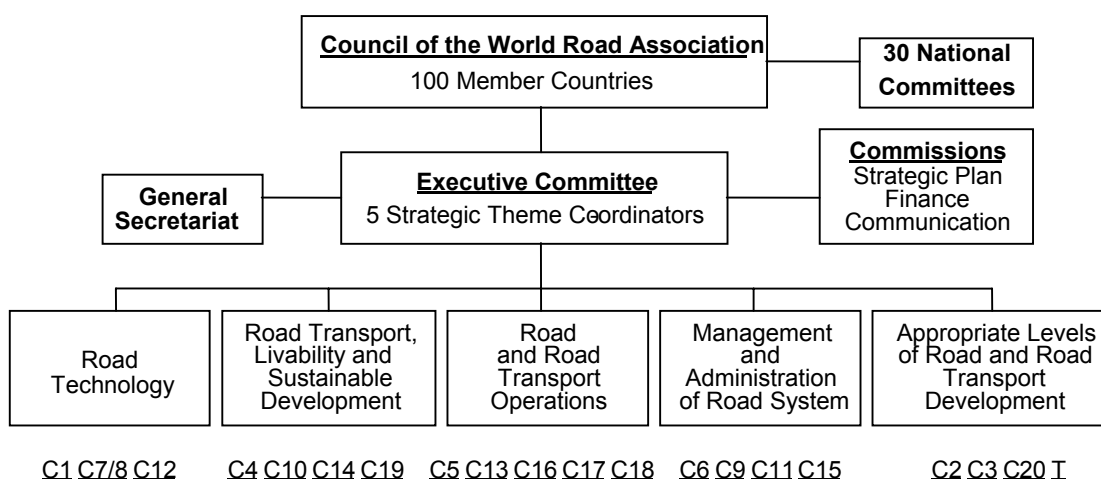 Council of the World Road Association
100 Member Countries
30 National
Committees
General
Secretariat
Executive Committee
5 Strategic Theme Coordinators
Commissions
Strategic Plan
Finance
Communication
Road
Technology
Road Transport,
Livability and
Sustainable
Development
Road
and Road
Transport
Operations
Management
and
Administration
of Road System
Appropriate Levels
of Road and Road
Transport
Development
C1 C7/8 C12
C4 C10 C14 C19
C5 C13 C16 C17 C18
C6 C9 C11 C15
C2 C3 C20 T